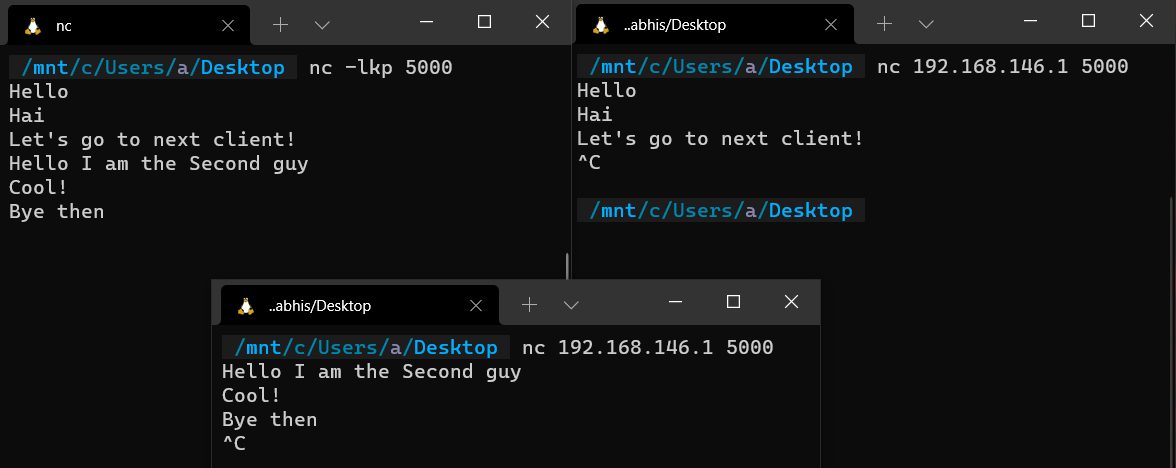 nc
/mnt/c/Users/a/Desktop nc -lkp 5000
Hello
Hai
Let's go to next client!
Hello I am the Second guy
Cool!
Bye then
..abhis/Desktop
/mnt/c/Users/a/Desktop nc 192.168.146.1 5000
Hello
Hai
Let's go to next client!
^C
/mnt/c/Users/a/Desktop
..abhis/Desktop
/mnt/c/Users/a/Desktop nc 192.168.146.1 5000
Hello I am the Second guy
Cool!
Bye then
^C